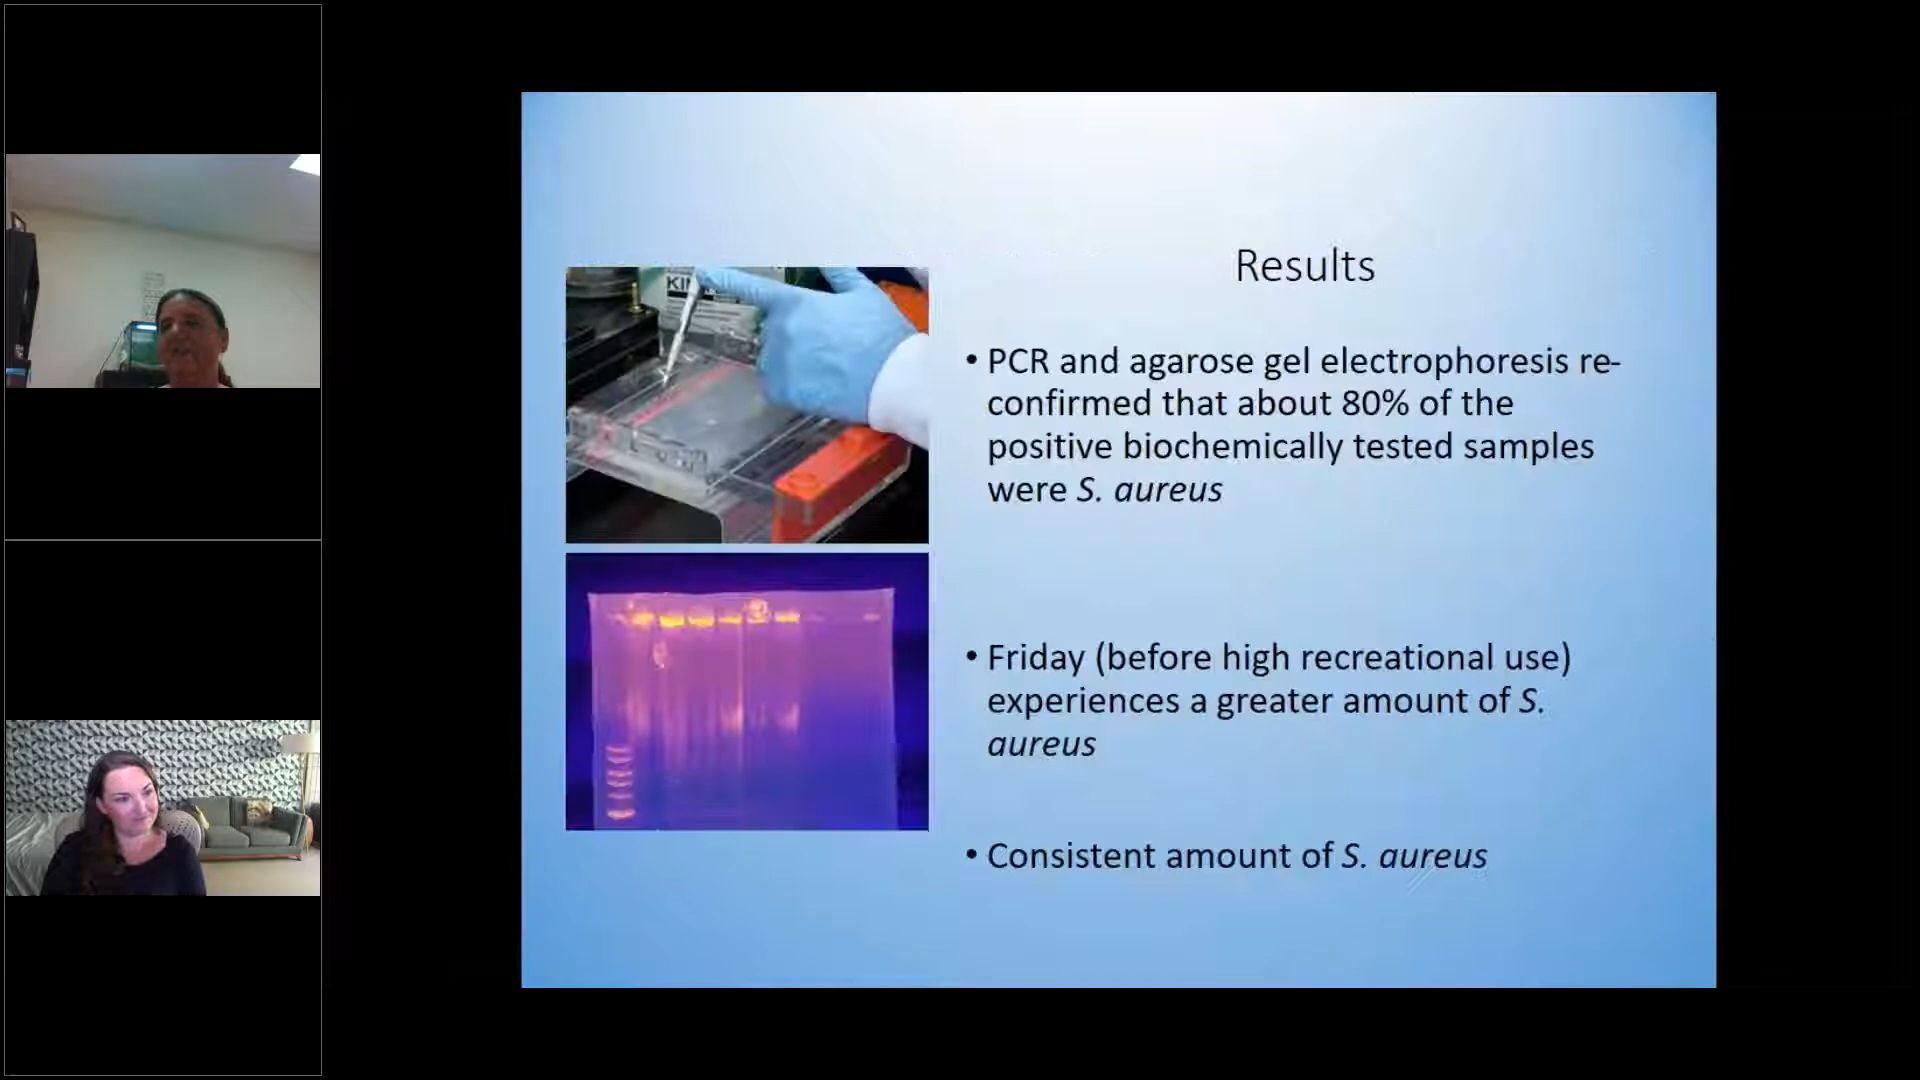 Results
• PCR and agarose gel electrophoresis re-
confirmed that about 80% of the
positive biochemically tested samples
were S. aureus
• Friday (before high recreational use)
experiences a greater amount of S.
aureus
• Consistent amount of S. aureus